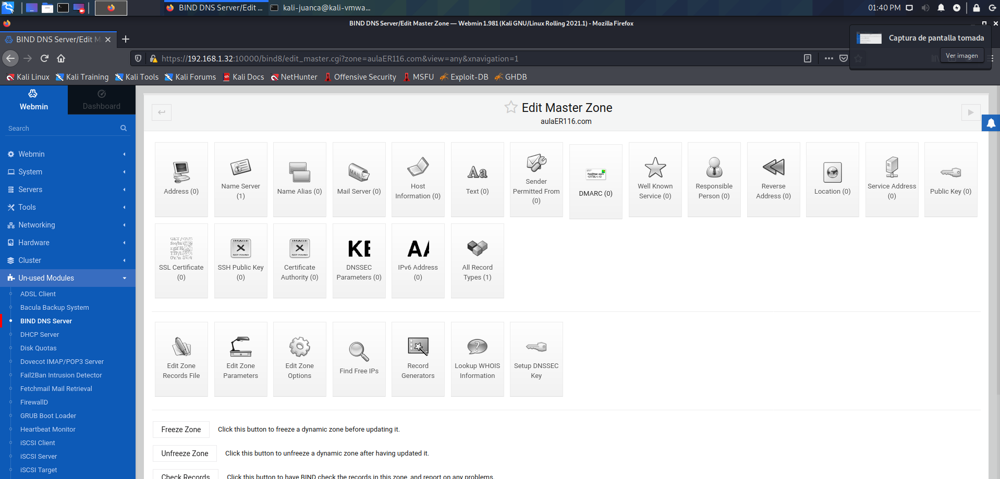 BIND DNS Server/Edit ...
kali-juanca@kali-vmwa...
01:40 PM
BIND DNS Server/Edit Master Zone — Webmin 1.981 (Kali GNU/Linux Rolling 2021.1) - Mozilla Firefox
BIND DNS Server/Edit M
Captura de pantalla tomada
Ver imagen
https://192.168.1.32:10000/bind8/edit_master.cgi?zone=aulaER116.com&view=any&xnavigation=1
Kali Linux Kali Training Kali Tools Kali Forums Kali Docs NetHunter Offensive Security MSFU Exploit-DB GHDB
Webmin
Dashboard
Search
Webmin
System
Servers
Tools
Networking
Hardware
Cluster
Un-used Modules
ADSL Client
Bacula Backup System
BIND DNS Server
DHCP Server
Disk Quotas
Dovecot IMAP/POP3 Server
Fail2Ban Intrusion Detector
Fetchmail Mail Retrieval
FirewallD
GRUB Boot Loader
Heartbeat Monitor
iSCSI Client
iSCSI Server
iSCSI Target
Edit Master Zone
aulaER116.com
Address (0)
Name Server
(1)
Name Alias (0)
MAIL
Mail Server (0)
Host
Information (0)
Aa
Text (0)
Sender
Permitted From
(0)
DMARC (0)
Well Known
Service (0)
Responsible
Person (0)
Reverse
Address (0)
Location (0)
Service Address
(0)
Public Key (0)
SSL Certificate
(0)
IMAGE
NOT FOUND
SSH Public Key
(0)
IMAGE
NOT FOUND
Certificate
Authority (0)
KE
DNSSEC
Parameters (0)
AA
IPv6 Address
(0)
All Record
Types (1)
Edit Zone
Records File
Edit Zone
Parameters
Edit Zone
Options
Find Free IPs
Record
Generators
Lookup WHOIS
Information
Setup DNSSEC
Key
Freeze Zone
Click this button to freeze a dynamic zone before updating it.
Unfreeze Zone
Click this button to unfreeze a dynamic zone after having updated it.
Check Records
Click this button to have BIND check the records in this zone, and report on any problems.